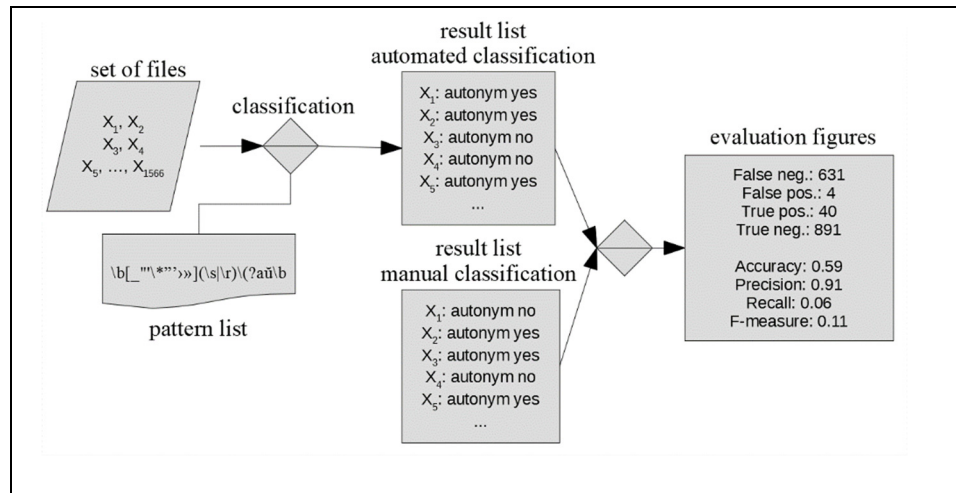 set of files
X1, X2
X3, X4
X5, ..., X1566
classification
\b[_"'\*"’›»](\s|\r)\(?aŭ\b
pattern list
result list
automated classification
X1: autonym yes
X2: autonym yes
X3: autonym no
X4: autonym no
X5: autonym yes
...
result list
manual classification
X1: autonym no
X2: autonym yes
X3: autonym yes
X4: autonym no
X5: autonym yes
...
evaluation figures
False neg.: 631
False pos.: 4
True pos.: 40
True neg.: 891
Accuracy: 0.59
Precision: 0.91
Recall: 0.06
F-measure: 0.11